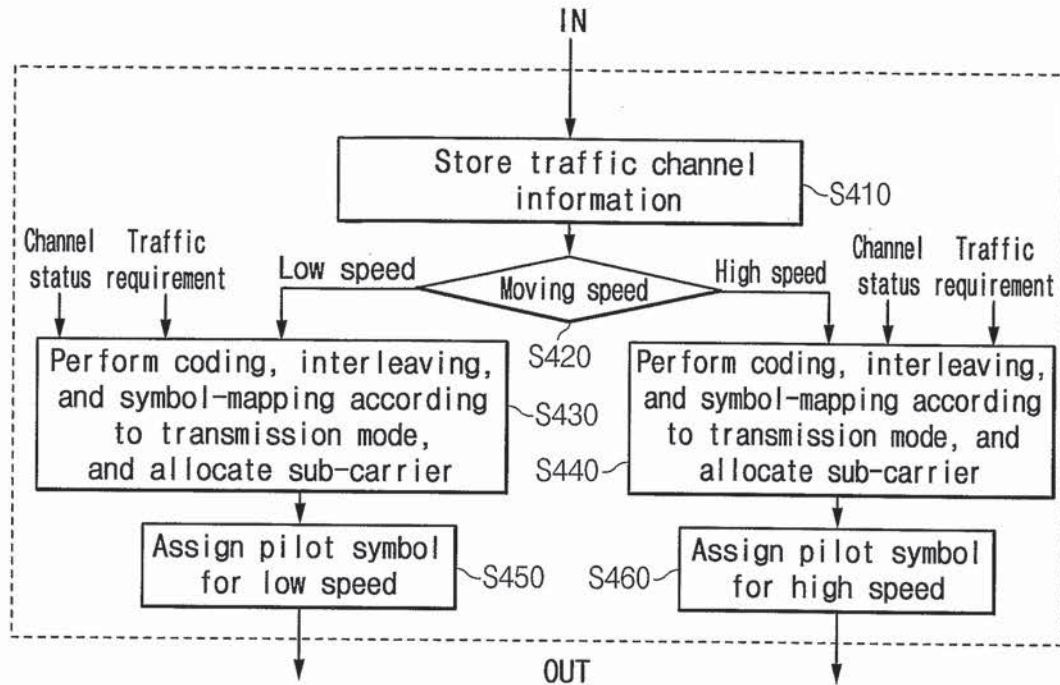 IN
Store traffic channel
information
S410
Channel
status
Traffic
requirement
Low speed
Moving speed
High speed
Channel
status
Traffic
requirement
S420
Perform coding, interleaving,
and symbol-mapping according
to transmission mode,
and allocate sub-carrier
S430
Perform coding, interleaving,
and symbol-mapping according
to transmission mode, and
allocate sub-carrier
S440
Assign pilot symbol
for low speed
S450
Assign pilot symbol
for high speed
S460
OUT